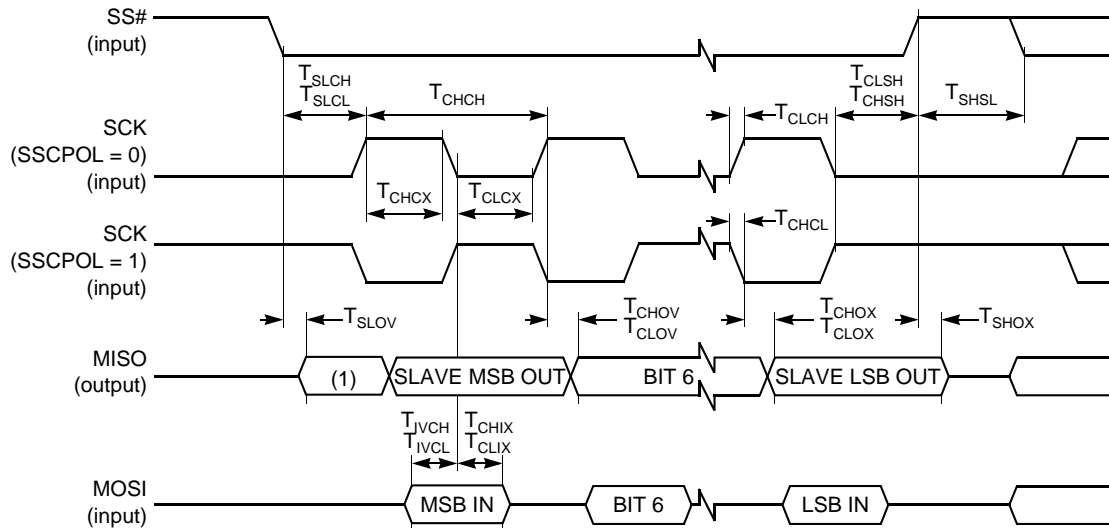 SS#
(input)
TSLCH
TSLCL
TCHCH
TCLCH
TCLSH
TCHSH
TSHSL
SCK
(SSCPOL = 0)
(input)
TCHCX
TCLCX
SCK
(SSCPOL = 1)
(input)
TCHCL
TSLOV
TCHOV
TCLOV
TCHOX
TCLOX
TSHOX
MISO
(output)
(1)
SLAVE MSB OUT
BIT 6
SLAVE LSB OUT
TIVCH
TIVCL
TCHIX
TCLIX
MOSI
(input)
MSB IN
BIT 6
LSB IN